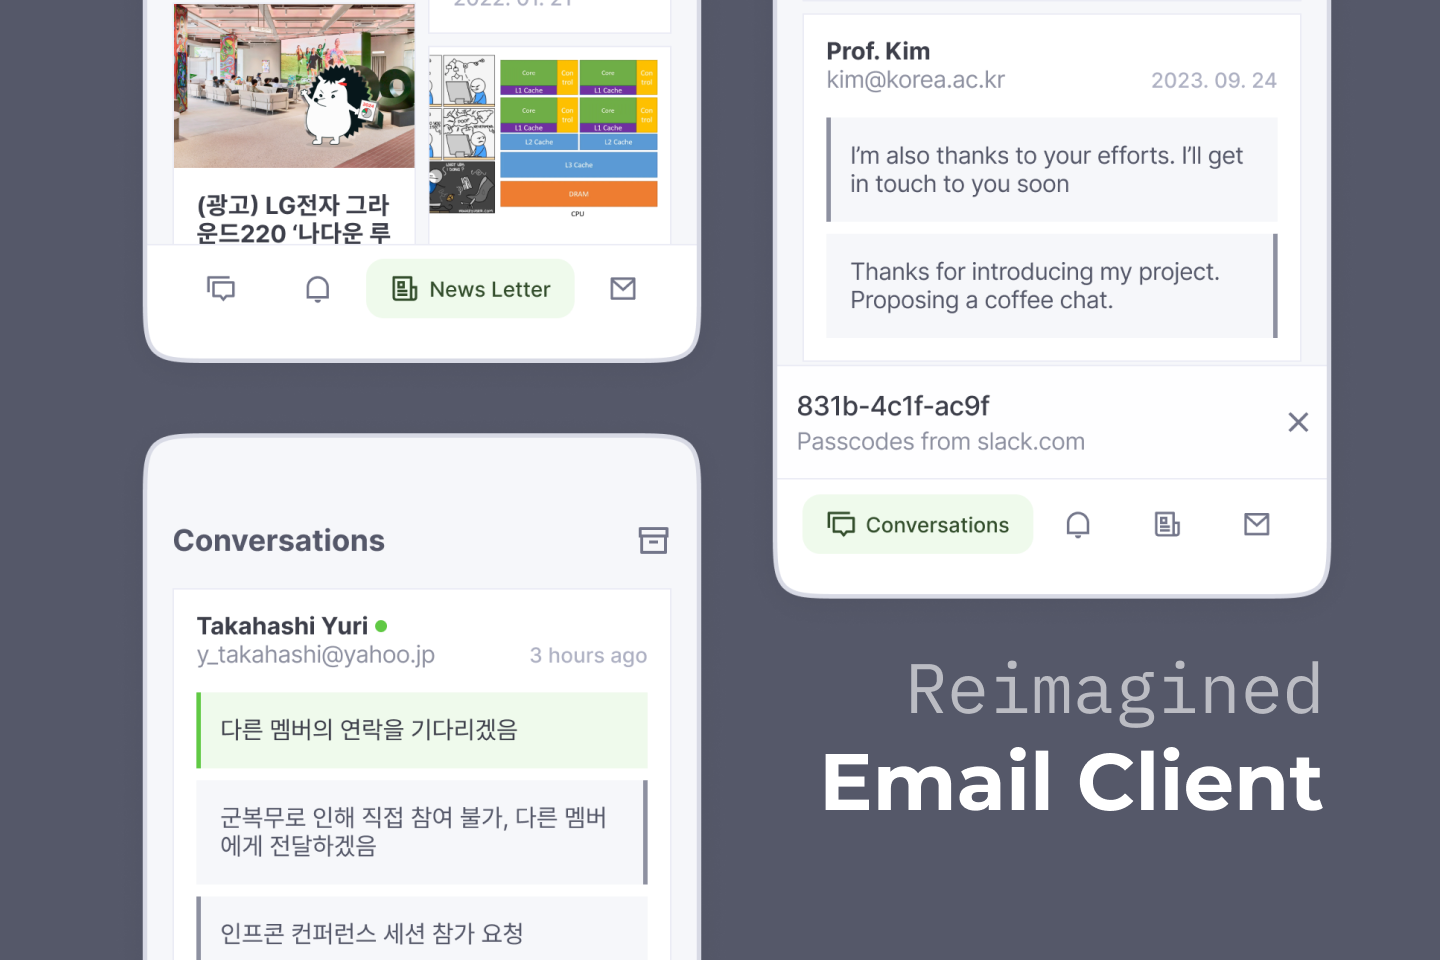 2022. 01. 21
Core
Con
trol
Core
Con
trol
L1 Cache
L1 Cache
Core
Con
trol
Core
Con
trol
L1 Cache
L1 Cache
L2 Cache
L2 Cache
L3 Cache
DRAM
CPU
(광고) LG전자 그라
운드220 ‘나다운 루
News Letter
Conversations
Takahashi Yuri
y_takahashi@yahoo.jp
3 hours ago
다른 멤버의 연락을 기다리겠음
군복무로 인해 직접 참여 불가, 다른 멤버
에게 전달하겠음
인프콘 컨퍼런스 세션 참가 요청
Prof. Kim
kim@korea.ac.kr
2023. 09. 24
I’m also thanks to your efforts. I’ll get
in touch to you soon
Thanks for introducing my project.
Proposing a coffee chat.
831b-4c1f-ac9f
Passcodes from slack.com
Conversations
Reimagined
Email Client